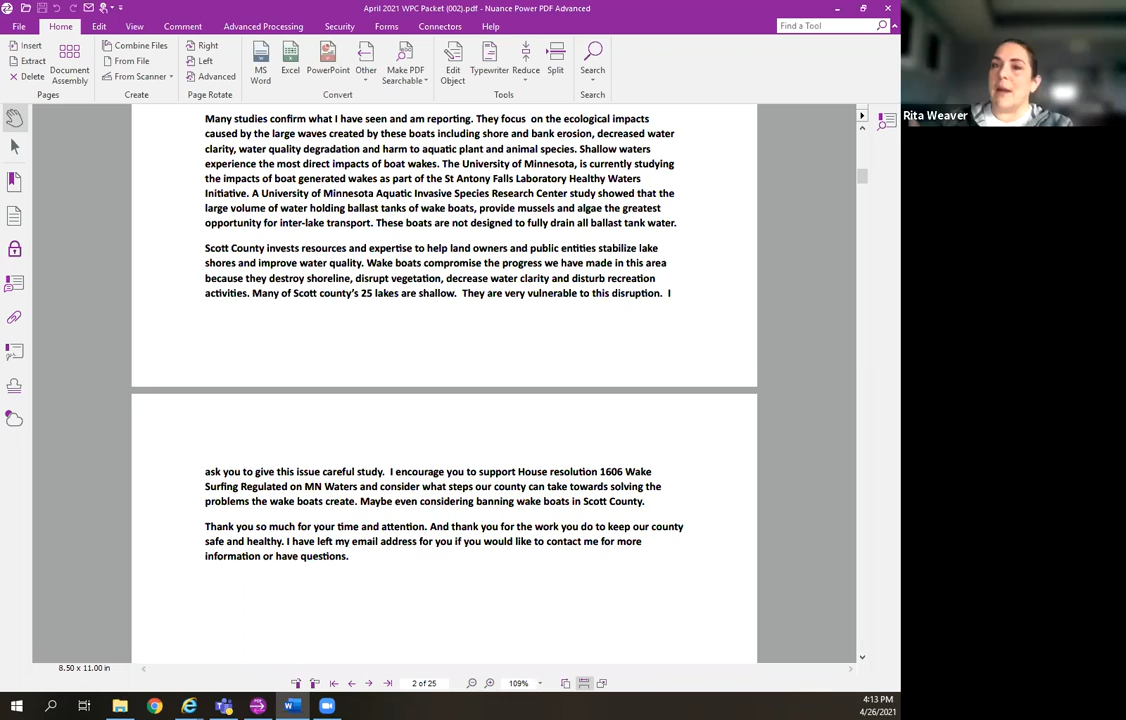 April 2021 WPC Packet (002).pdf - Nuance Power PDF Advanced
File Home Edit View Comment Advanced Processing Security Forms Connectors Help Find a Tool
Insert Combine Files Right
Extract From File Left
Delete Document Assembly From Scanner Advanced MS Word Excel PowerPoint Other Make PDF Searchable Edit Object Typewriter Reduce Split Search
Pages Create Page Rotate Convert Tools Search
Rita Weaver
Many studies confirm what I have seen and am reporting. They focus on the ecological impacts
caused by the large waves created by these boats including shore and bank erosion, decreased water
clarity, water quality degradation and harm to aquatic plant and animal species. Shallow waters
experience the most direct impacts of boat wakes. The University of Minnesota, is currently studying
the impacts of boat generated wakes as part of the St Antony Falls Laboratory Healthy Waters
Initiative. A University of Minnesota Aquatic Invasive Species Research Center study showed that the
large volume of water holding ballast tanks of wake boats, provide mussels and algae the greatest
opportunity for inter-lake transport. These boats are not designed to fully drain all ballast tank water.
Scott County invests resources and expertise to help land owners and public entities stabilize lake
shores and improve water quality. Wake boats compromise the progress we have made in this area
because they destroy shoreline, disrupt vegetation, decrease water clarity and disturb recreation
activities. Many of Scott county's 25 lakes are shallow. They are very vulnerable to this disruption. I
ask you to give this issue careful study. I encourage you to support House resolution 1606 Wake
Surfing Regulated on MN Waters and consider what steps our county can take towards solving the
problems the wake boats create. Maybe even considering banning wake boats in Scott County.
Thank you so much for your time and attention. And thank you for the work you do to keep our county
safe and healthy. I have left my email address for you if you would like to contact me for more
information or have questions.
8.50 x 11.00 in
2 of 25 109%
4:13 PM
4/26/2021